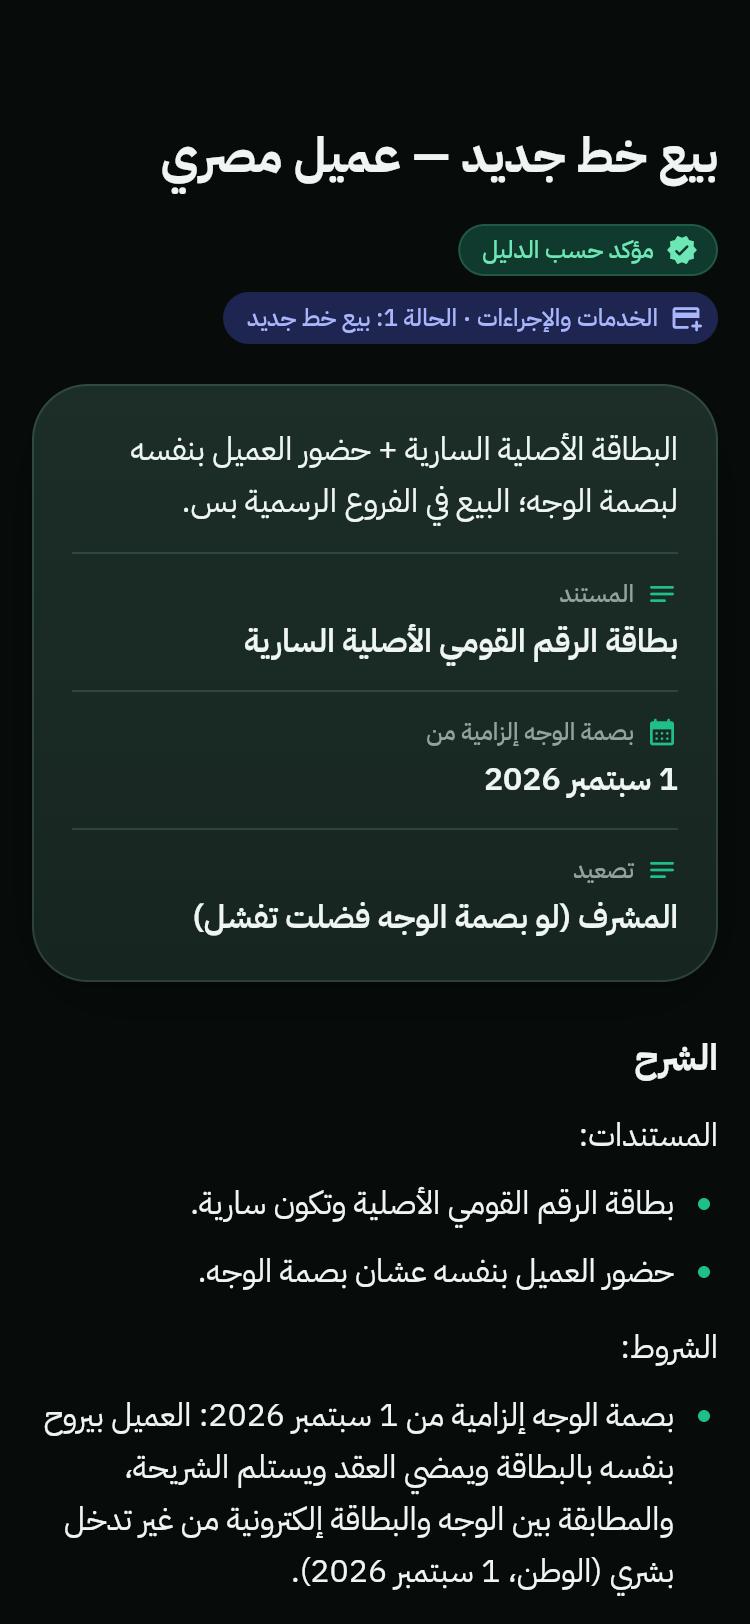 بيع خط جديد — عميل مصري
مؤكد حسب الدليل
الخدمات والإجراءات · الحالة 1: بيع خط جديد
البطاقة الأصلية السارية + حضور العميل بنفسه
لبصمة الوجه؛ البيع في الفروع الرسمية بس.
المستند
بطاقة الرقم القومي الأصلية السارية
بصمة الوجه إلزامية من
1 سبتمبر 2026
تصعيد
المشرف (لو بصمة الوجه فضلت تفشل)
الشرح
المستندات:
بطاقة الرقم القومي الأصلية وتكون سارية.
حضور العميل بنفسه عشان بصمة الوجه.
الشروط:
بصمة الوجه إلزامية من 1 سبتمبر 2026: العميل بيروح
بنفسه بالبطاقة ويمضي العقد ويستلم الشريحة،
والمطابقة بين الوجه والبطاقة إلكترونية من غير تدخل
بشري (الوطن، 1 سبتمبر 2026).